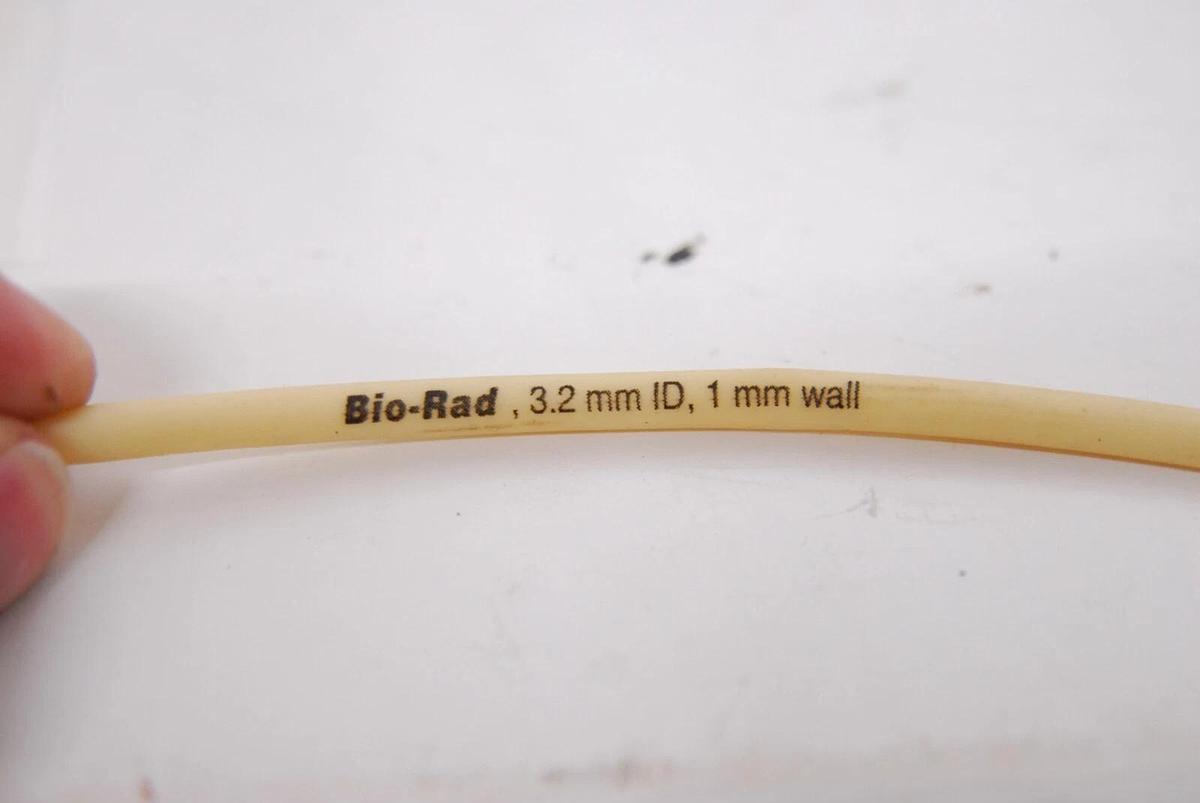 Bio-Rad , 3.2 mm ID, 1 mm wall